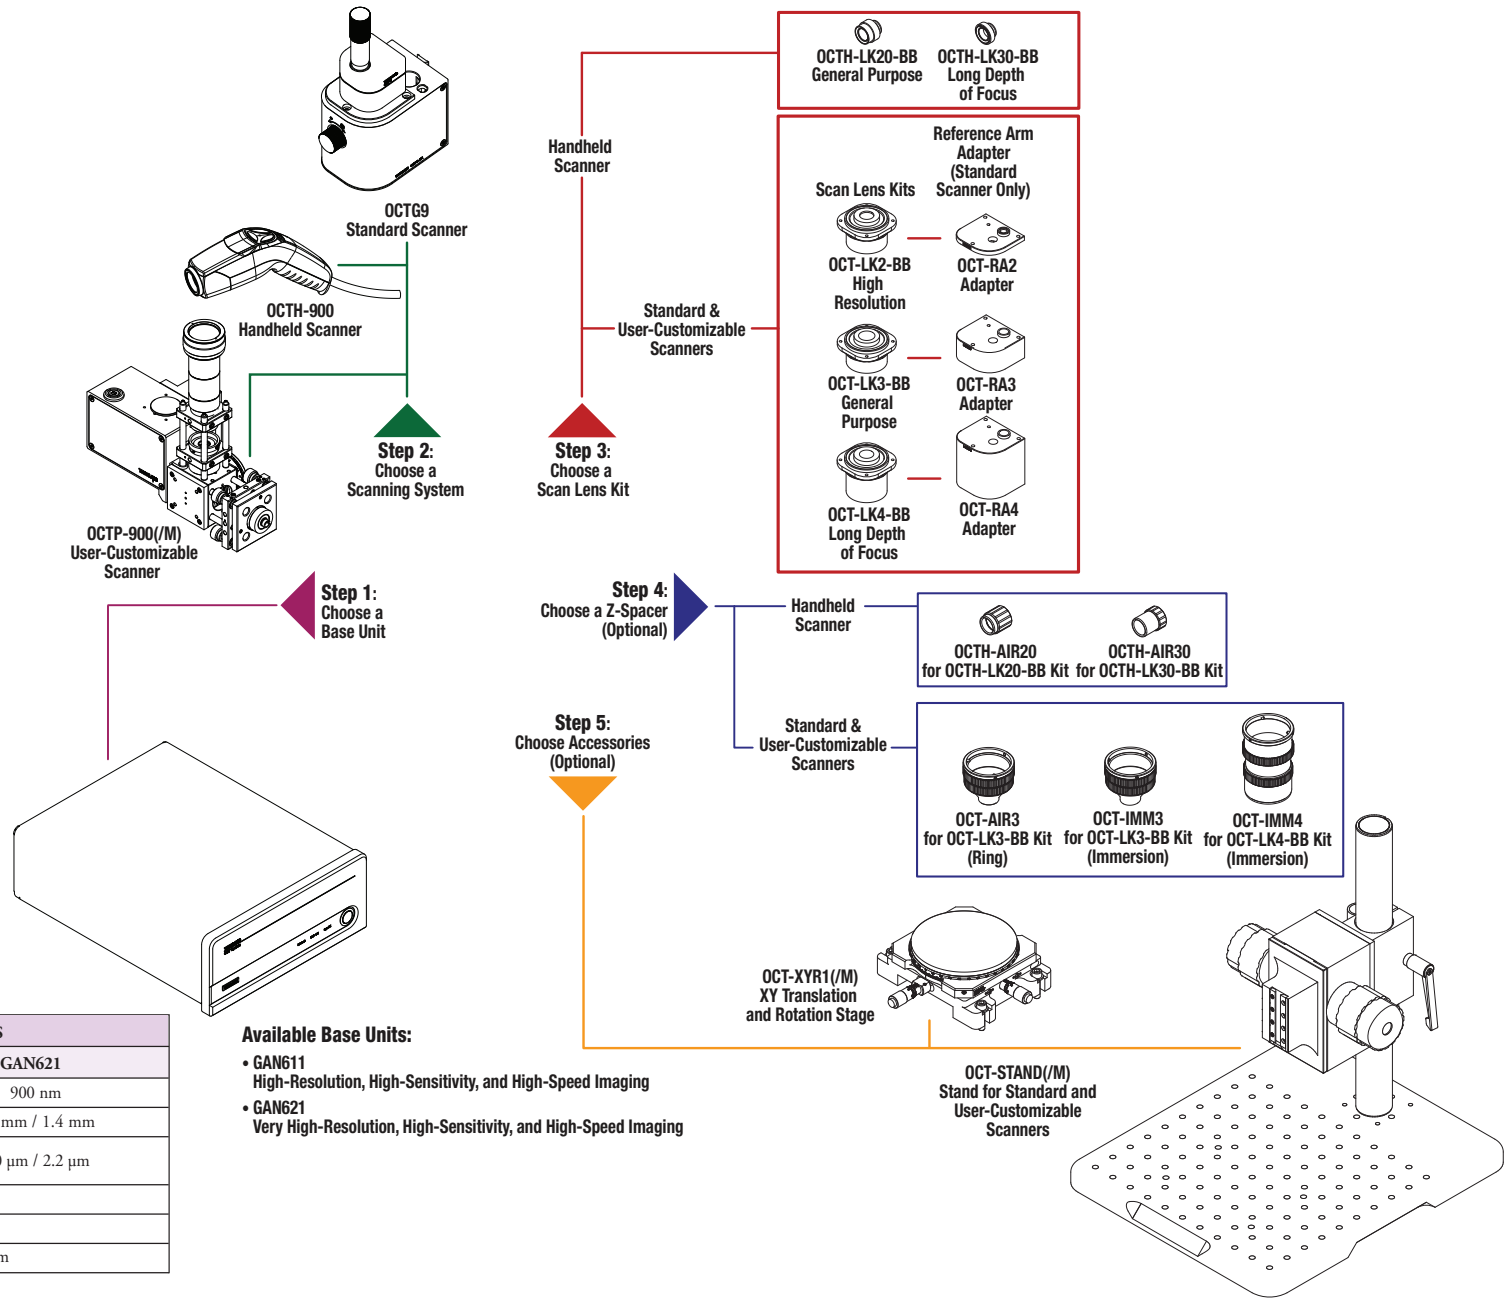 OCTG9
Standard Scanner
OCTH-900
Handheld Scanner
OCTP-900(/M)
User-Customizable
Scanner
Step 2:
Choose a
Scanning System
Step 1:
Choose a
Base Unit
Step 3:
Choose a
Scan Lens Kit
Handheld
Scanner
OCTH-LK20-BB
General Purpose
OCTH-LK30-BB
Long Depth
of Focus
Standard &
User-Customizable
Scanners
Scan Lens Kits
Reference Arm
Adapter
(Standard
Scanner Only)
OCT-LK2-BB
High
Resolution
OCT-RA2
Adapter
OCT-LK3-BB
General
Purpose
OCT-RA3
Adapter
OCT-LK4-BB
Long Depth
of Focus
OCT-RA4
Adapter
Step 4:
Choose a Z-Spacer
(Optional)
Handheld
Scanner
OCTH-AIR20
for OCTH-LK20-BB Kit
OCTH-AIR30
for OCTH-LK30-BB Kit
Standard &
User-Customizable
Scanners
OCT-AIR3
for OCT-LK3-BB Kit
(Ring)
OCT-IMM3
for OCT-LK3-BB Kit
(Immersion)
OCT-IMM4
for OCT-LK4-BB Kit
(Immersion)
Step 5:
Choose Accessories
(Optional)
OCT-XYR1(/M)
XY Translation
and Rotation Stage
OCT-STAND(/M)
Stand for Standard and
User-Customizable
Scanners
Available Base Units:
• GAN611
High-Resolution, High-Sensitivity, and High-Speed Imaging
• GAN621
Very High-Resolution, High-Sensitivity, and High-Speed Imaging
S
GAN621
900 nm
mm / 1.4 mm
µm / 2.2 µm
m